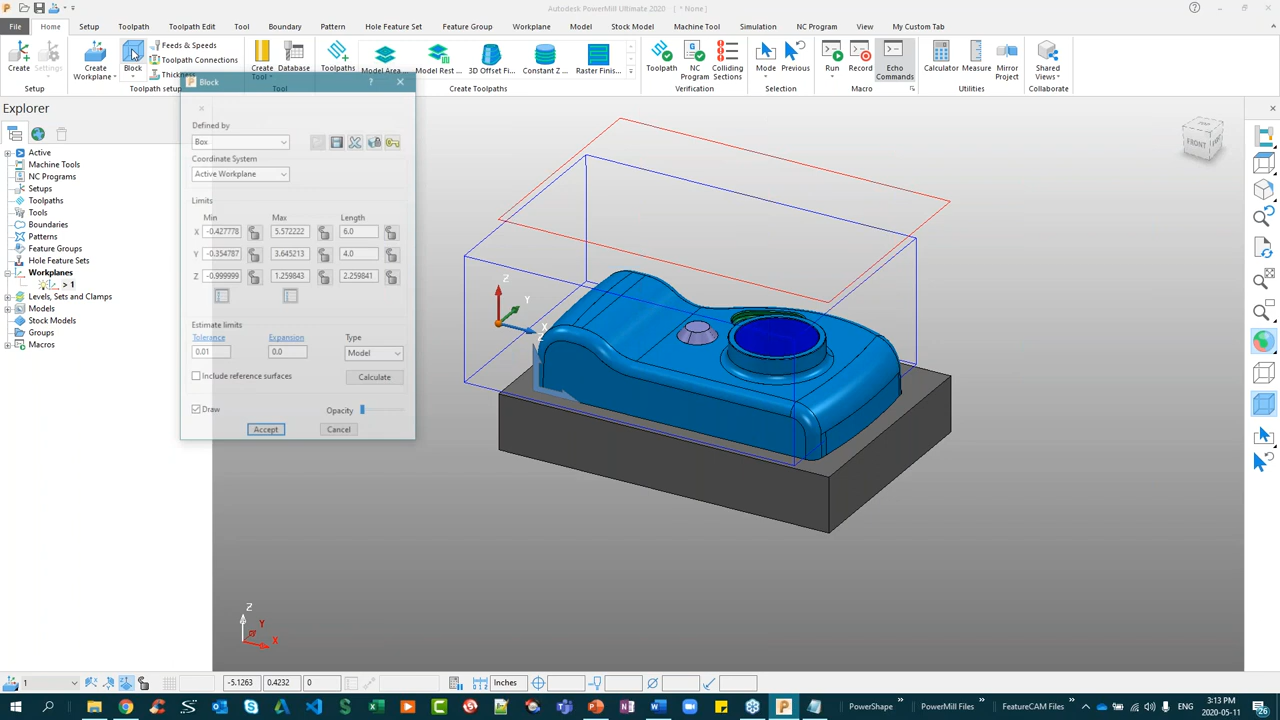 Autodesk PowerMill Ultimate 2020 - [ * None ]
File Home Setup Toolpath Toolpath Edit Tool Boundary Pattern Hole Feature Set Curve Group Workplane Model Stock Model Machine Tool Simulation NC Program View My Custom Tab
Create Settings Create Workplane Block Feeds & Speeds Toolpath Connections Thickness Create Tool Database Toolpaths Model Area ... Model Rest ... 3D Offset Fi... Constant Z ... Raster Finis... Toolpath NC Program Colliding Sections Mode Previous Run Record Echo Commands Calculator Measure Mirror Project Shared Views
Setup Toolpath setup Tool Create Toolpaths Verification Selection Macro Utilities Collaborate
Explorer
Active
Machine Tools
NC Programs
Setups
Toolpaths
Tools
Boundaries
Patterns
Feature Groups
Hole Feature Sets
Workplanes
> 1
Levels, Sets and Clamps
Models
Stock Models
Groups
Macros
Block ?
Defined by
Box
Coordinate System
Active Workplane
Limits
Min Max Length
X -0.427778 5.572222 6.0
Y -0.354787 3.645213 4.0
Z -0.999999 1.259843 2.259841
Estimate limits
Tolerance Expansion Type
0.01 0.0 Model
Include reference surfaces Calculate
Draw Opacity
Accept Cancel
Z
Y
X
Z
TOP
FRONT
Z
Y
X
1 -5.1263 0.4232 0 Inches
PowerShape PowerMill Files FeatureCAM Files ENG 3:13 PM
2020-05-11
26